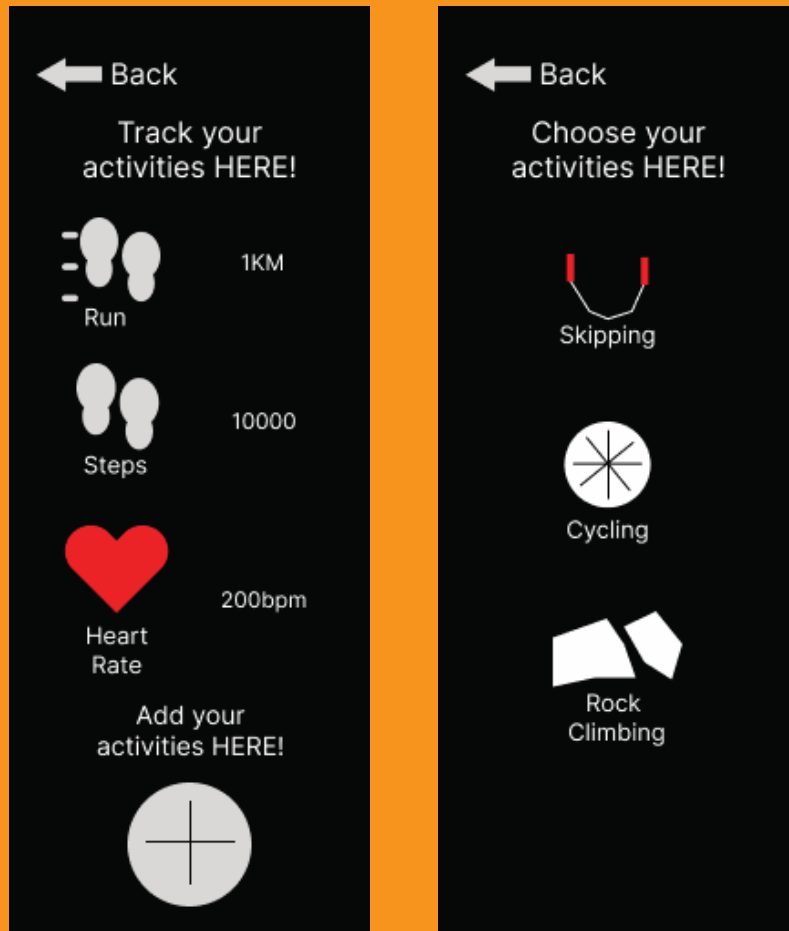 Back
Track your
activities HERE!
1KM
Run
10000
Steps
200bpm
Heart
Rate
Add your
activities HERE!
Back
Choose your
activities HERE!
Skipping
Cycling
Rock
Climbing